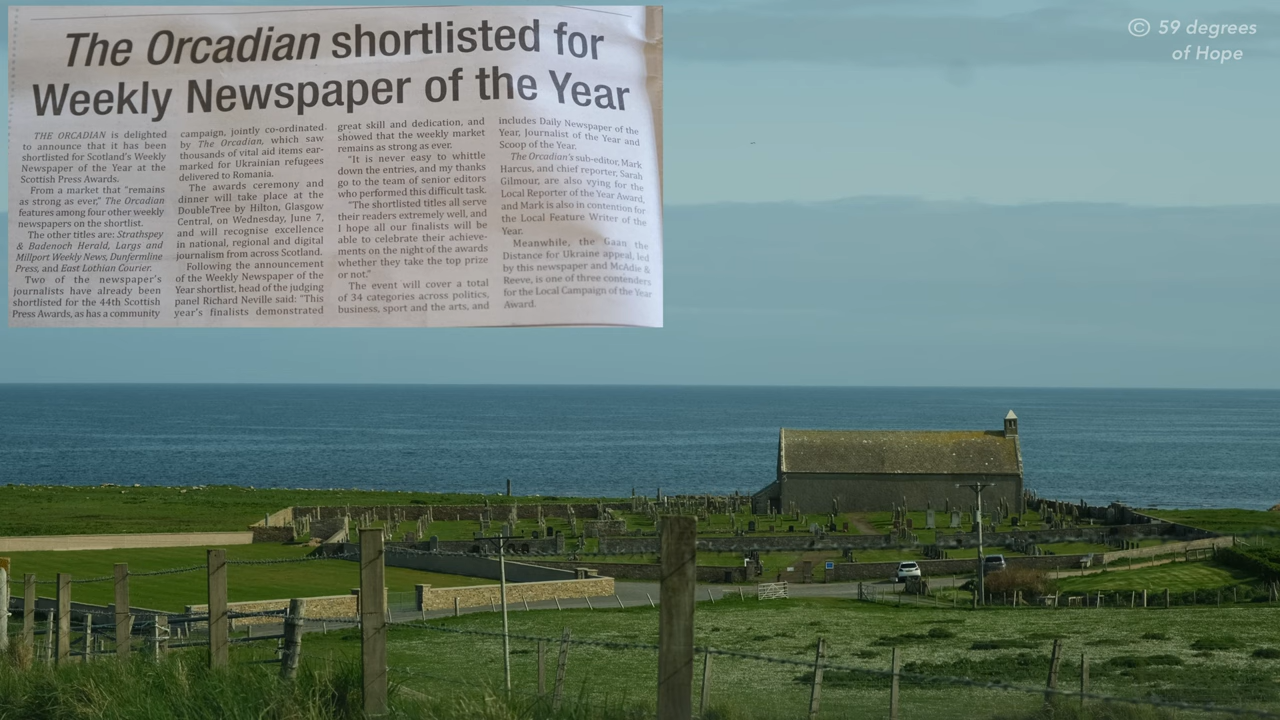 The Orcadian shortlisted for
Weekly Newspaper of the Year
THE ORCADIAN is delighted
to announce that it has been
shortlisted for Scotland's Weekly
Newspaper of the Year at the
Scottish Press Awards.
From a market that "remains
as strong as ever," The Orcadian
features among four other weekly
newspapers on the shortlist.
The other titles are: Strathspey
& Badenoch Herald, Largs and
Millport Weekly News, Dunfermline
Press, and East Lothian Courier.
Two of the newspaper's
journalists have already been
shortlisted for the 44th Scottish
Press Awards, as has a community
campaign, jointly co-ordinated
by The Orcadian, which saw
thousands of vital aid items ear-
marked for Ukrainian refugees
delivered to Romania.
The awards ceremony and
dinner will take place at the
DoubleTree by Hilton, Glasgow
Central, on Wednesday, June 7,
and will recognise excellence
in national, regional and digital
journalism from across Scotland.
Following the announcement
of the Weekly Newspaper of the
Year shortlist, head of the judging
panel Richard Neville said: "This
year's finalists demonstrated
great skill and dedication, and
showed that the weekly market
remains as strong as ever.
"It is never easy to whittle
down the entries, and my thanks
go to the team of senior editors
who performed this difficult task.
"The shortlisted titles all serve
their readers extremely well, and
I hope all our finalists will be
able to celebrate their achieve-
ments on the night of the awards
whether they take the top prize
or not."
The event will cover a total
of 34 categories across politics,
business, sport and the arts, and
includes Daily Newspaper of the
Year, Journalist of the Year and
Scoop of the Year.
The Orcadian's sub-editor, Mark
Harcus, and chief reporter, Sarah
Gilmour, are also vying for the
Local Reporter of the Year Award,
and Mark is also in contention for
the Local Feature Writer of the
Year.
Meanwhile, the Gaan the
Distance for Ukraine appeal, led
by this newspaper and McAdie &
Reeve, is one of three contenders
for the Local Campaign of the Year
Award.
© 59 degrees
of Hope